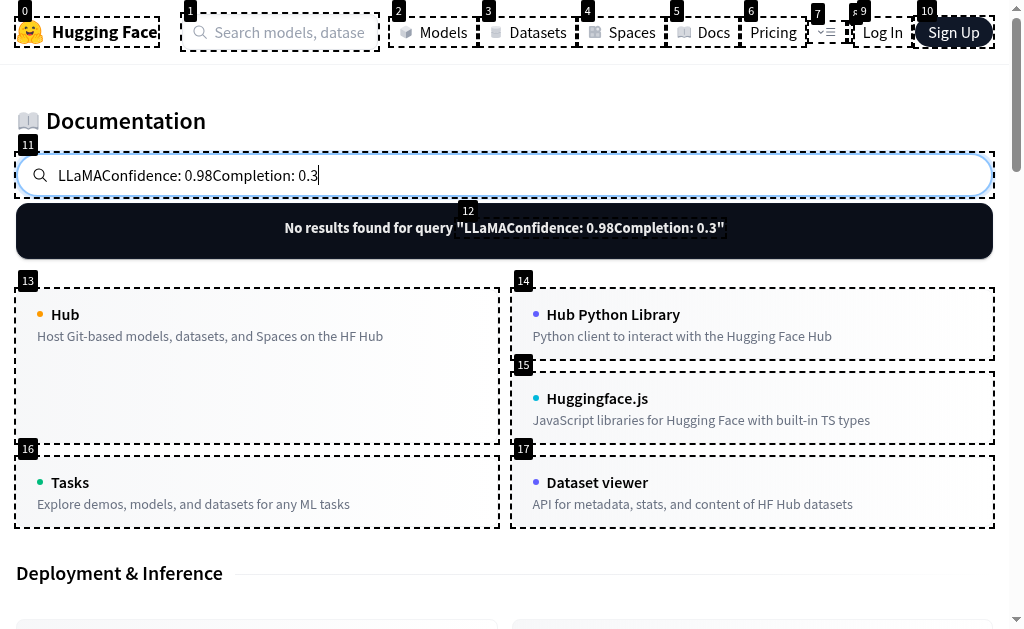 0 1 2 3 4 5 6 7 9 10
Hugging Face Search models, datase Models Datasets Spaces Docs Pricing Log In Sign Up
Documentation
11
LLaMAConfidence: 0.98Completion: 0.3
12
No results found for query "LLaMAConfidence: 0.98Completion: 0.3"
13
Hub
Host Git-based models, datasets, and Spaces on the HF Hub
14
Hub Python Library
Python client to interact with the Hugging Face Hub
15
Huggingface.js
JavaScript libraries for Hugging Face with built-in TS types
16
Tasks
Explore demos, models, and datasets for any ML tasks
17
Dataset viewer
API for metadata, stats, and content of HF Hub datasets
Deployment & Inference